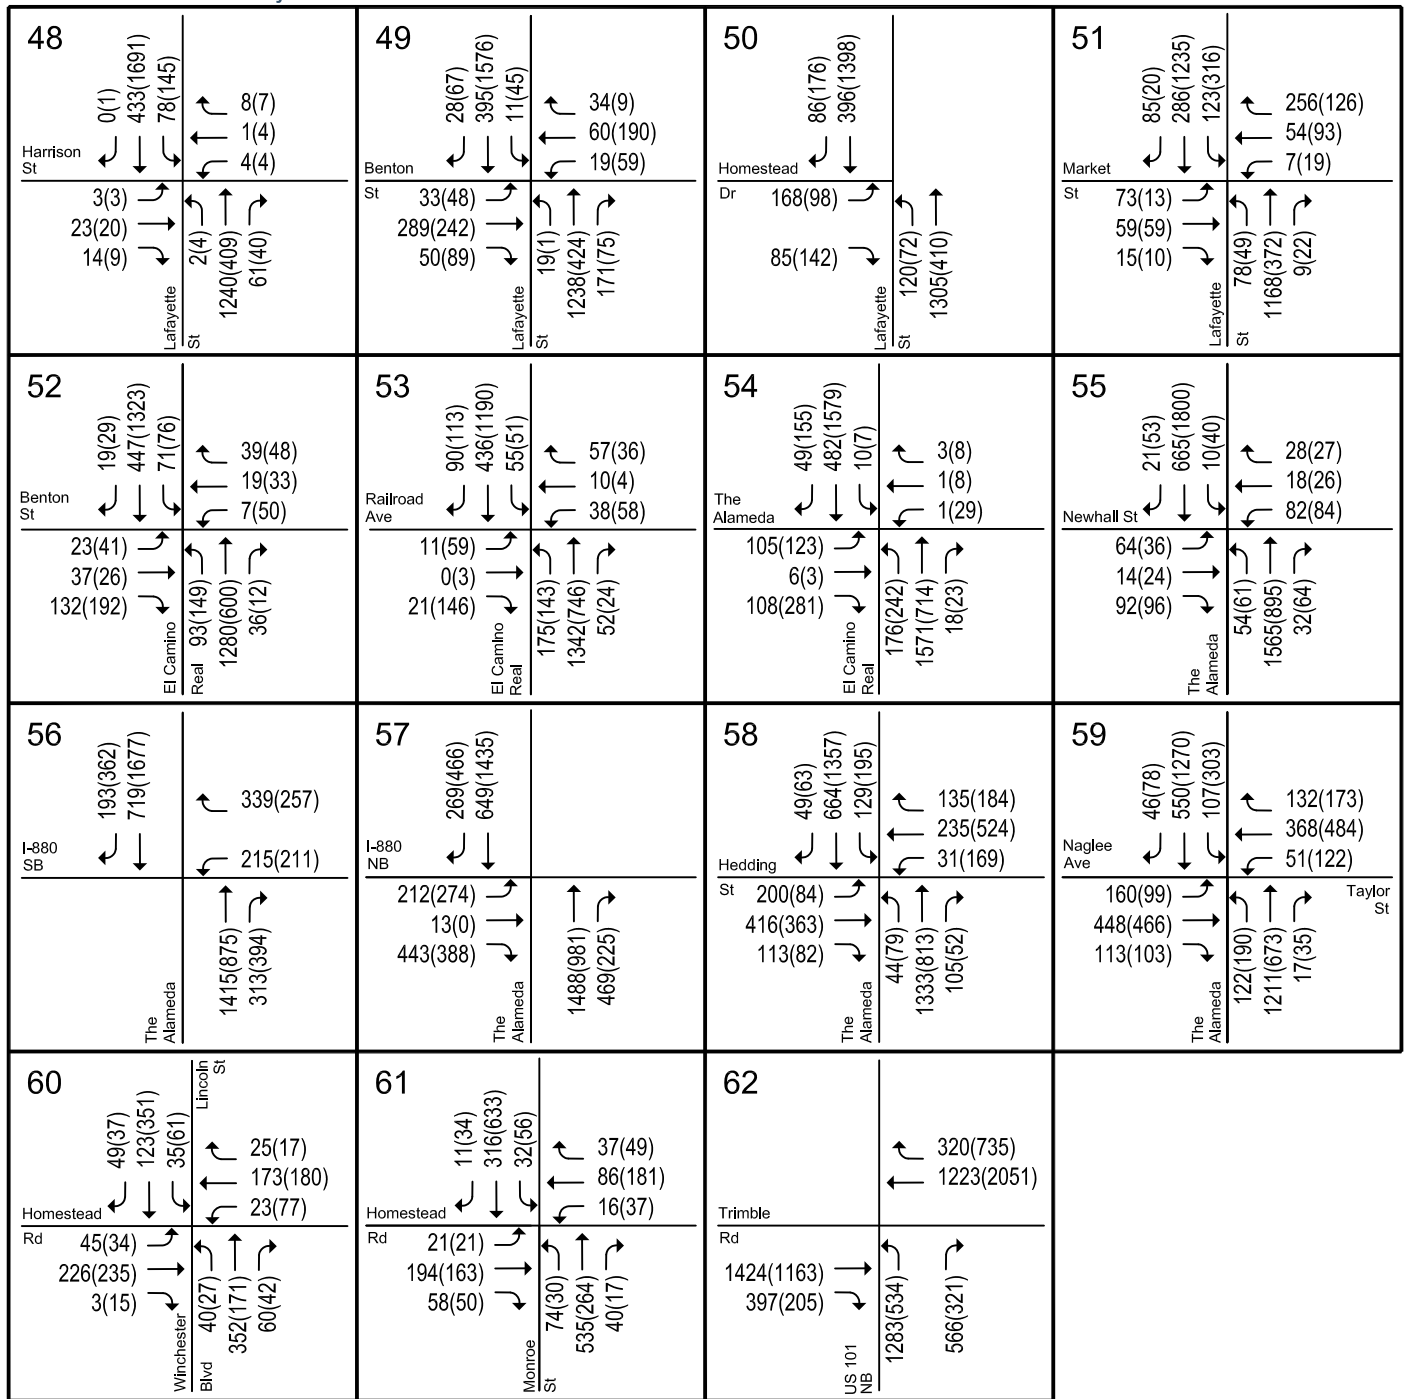 48
0(1)
433(1691)
78(145)
8(7)
1(4)
4(4)
Harrison
St
3(3)
23(20)
14(9)
2(4)
1240(409)
61(40)
Lafayette
St
49
28(67)
395(1576)
11(45)
34(9)
60(190)
19(59)
Benton
St
33(48)
289(242)
50(89)
19(1)
1238(424)
171(75)
Lafayette
St
50
86(176)
396(1398)
Homestead
Dr
168(98)
85(142)
120(72)
1305(410)
Lafayette
St
51
85(20)
286(1235)
123(316)
256(126)
54(93)
7(19)
Market
St
73(13)
59(59)
15(10)
78(49)
1168(372)
9(22)
Lafayette
St
52
19(29)
447(1323)
71(76)
39(48)
19(33)
7(50)
Benton
St
23(41)
37(26)
132(192)
93(149)
1280(600)
36(12)
El Camino
Real
53
90(113)
436(1190)
55(51)
57(36)
10(4)
38(58)
Railroad
Ave
11(59)
0(3)
21(146)
175(143)
1342(746)
52(24)
El Camino
Real
54
49(155)
482(1579)
10(7)
3(8)
1(8)
1(29)
The
Alameda
105(123)
6(3)
108(281)
176(242)
1571(714)
18(23)
El Camino
Real
55
21(53)
665(1800)
10(40)
28(27)
18(26)
82(84)
Newhall St
64(36)
14(24)
92(96)
54(61)
1565(895)
32(64)
The
Alameda
56
193(362)
719(1677)
339(257)
215(211)
I-880
SB
1415(875)
313(394)
The
Alameda
57
269(466)
649(1435)
I-880
NB
212(274)
13(0)
443(388)
1488(981)
469(225)
The
Alameda
58
49(63)
664(1357)
129(195)
135(184)
235(524)
31(169)
Hedding
St
200(84)
416(363)
113(82)
44(79)
1333(813)
105(52)
The
Alameda
59
46(78)
550(1270)
107(303)
132(173)
368(484)
51(122)
Naglee
Ave
Taylor
St
160(99)
448(466)
113(103)
122(190)
1211(673)
17(35)
The
Alameda
60
Lincoln
St
49(37)
123(351)
35(61)
25(17)
173(180)
23(77)
Homestead
Rd
45(34)
226(235)
3(15)
40(27)
352(171)
60(42)
Winchester
Blvd
61
11(34)
316(633)
32(56)
37(49)
86(181)
16(37)
Homestead
Rd
21(21)
194(163)
58(50)
74(30)
535(264)
40(17)
Monroe
St
62
320(735)
1223(2051)
Trimble
Rd
1424(1163)
397(205)
1283(534)
566(321)
US 101
NB